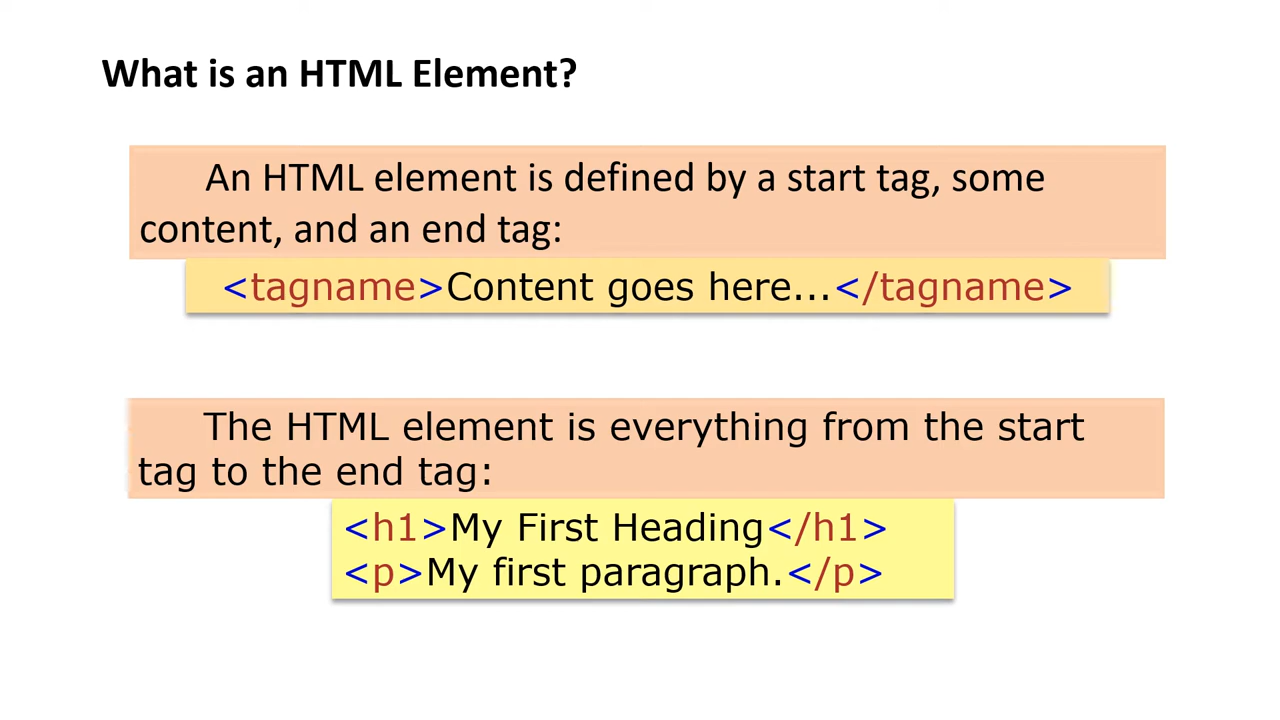 What is an HTML Element?
An HTML element is defined by a start tag, some
content, and an end tag:
<tagname>Content goes here...</tagname>
The HTML element is everything from the start
tag to the end tag:
<h1>My First Heading</h1>
<p>My first paragraph.</p>